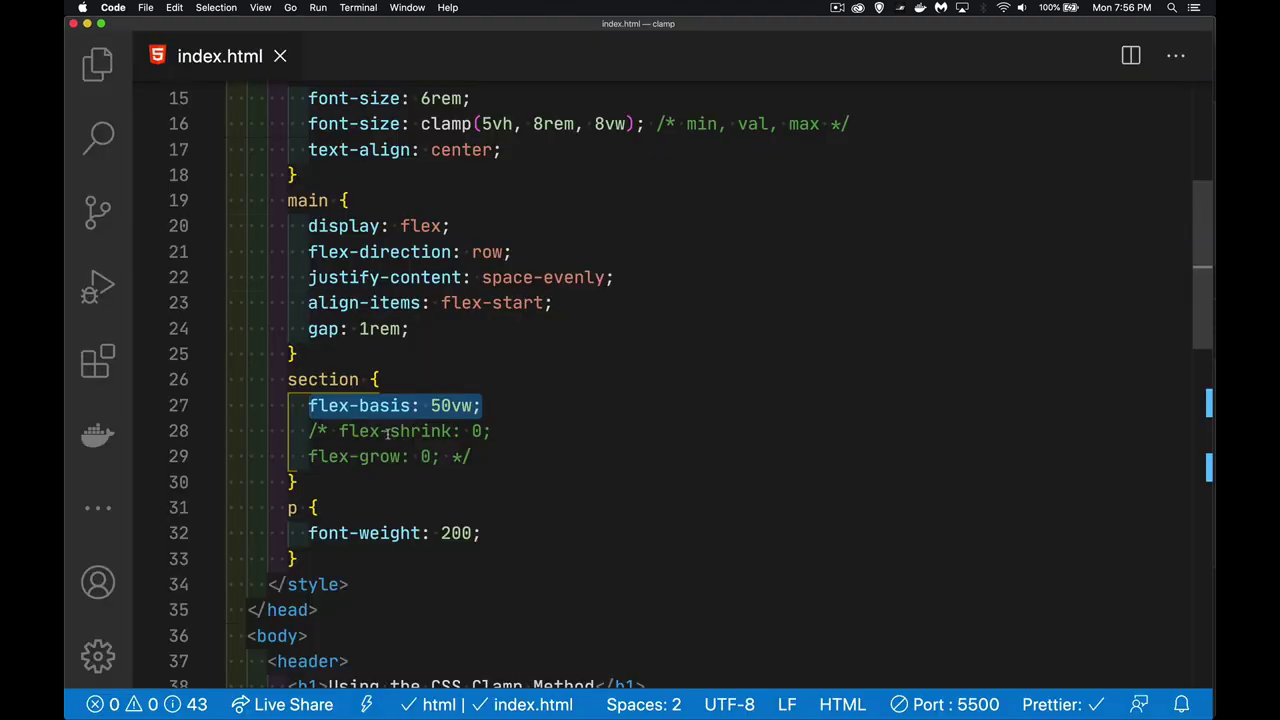 Code File Edit Selection View Go Run Terminal Window Help 100% Mon 7:56 PM
index.html — clamp
index.html
15 font-size: 6rem;
16 font-size: clamp(5vh, 8rem, 8vw); /* min, val, max */
17 text-align: center;
18 }
19 main {
20 display: flex;
21 flex-direction: row;
22 justify-content: space-evenly;
23 align-items: flex-start;
24 gap: 1rem;
25 }
26 section {
27 flex-basis: 50vw;
28 /* flex-shrink: 0;
29 flex-grow: 0; */
30 }
31 p {
32 font-weight: 200;
33 }
34 </style>
35 </head>
36 <body>
37 <header>
38 <h1>Using the CSS Clamp Method</h1>
0 0 43 Live Share html | index.html Spaces: 2 UTF-8 LF HTML Port : 5500 Prettier: